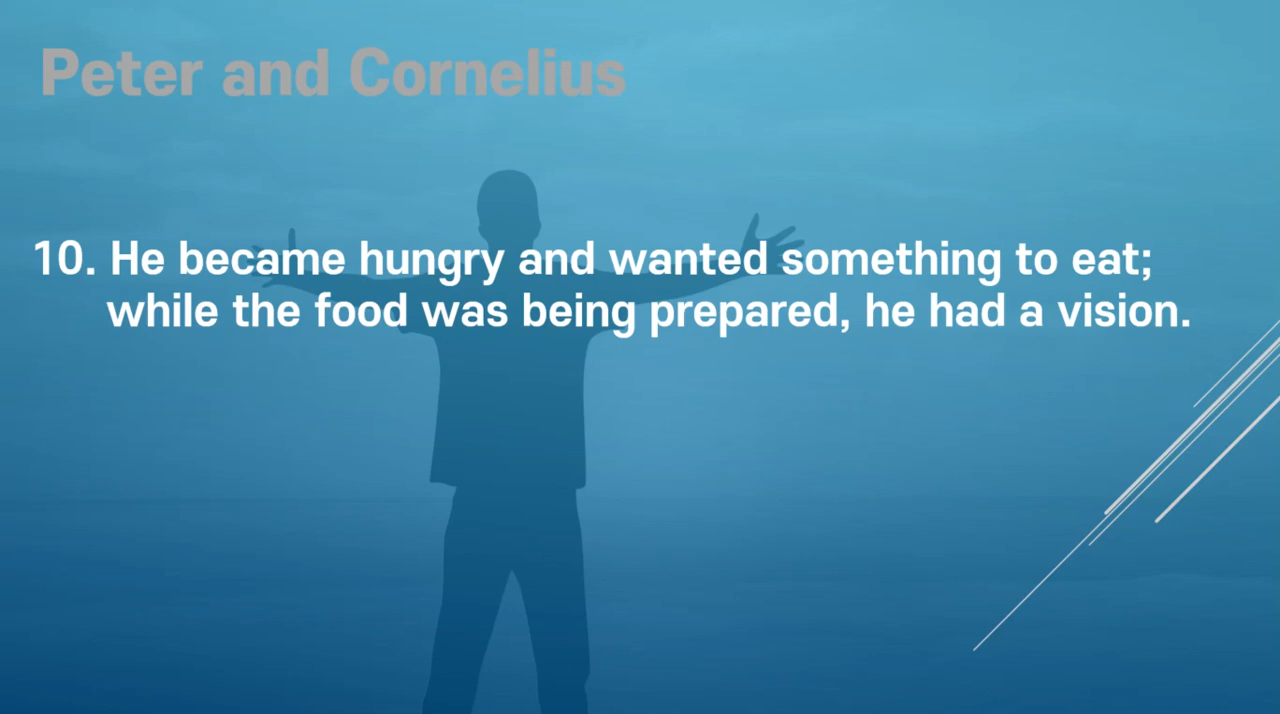 Peter and Cornelius
10. He became hungry and wanted something to eat;
while the food was being prepared, he had a vision.